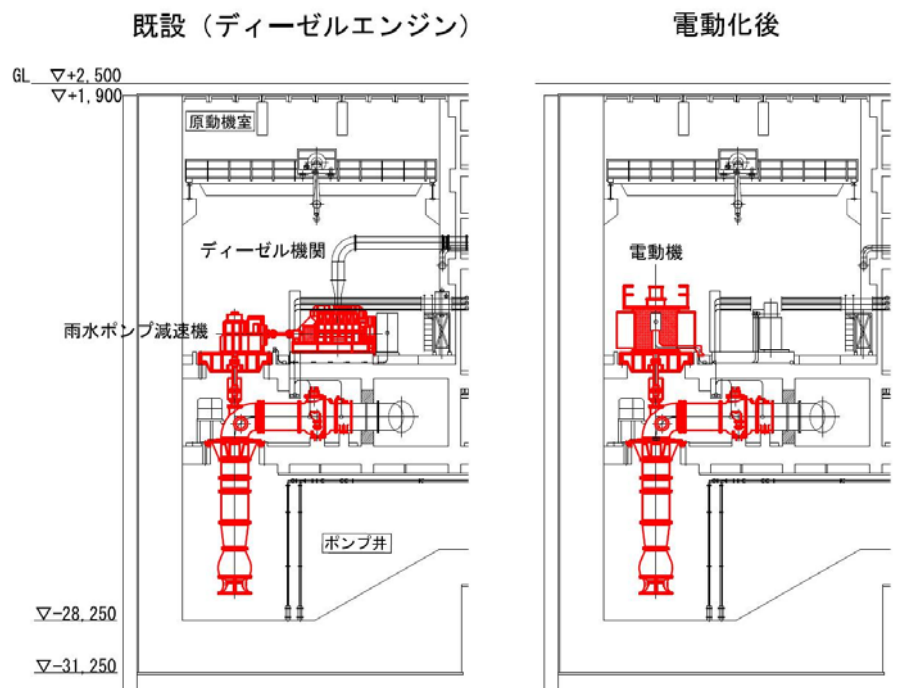 既設（ディーゼルエンジン）
電動化後
GL ▽+2,500
▽+1,900
原動機室
ディーゼル機関
電動機
雨水ポンプ減速機
ポンプ井
▽-28,250
▽-31,250